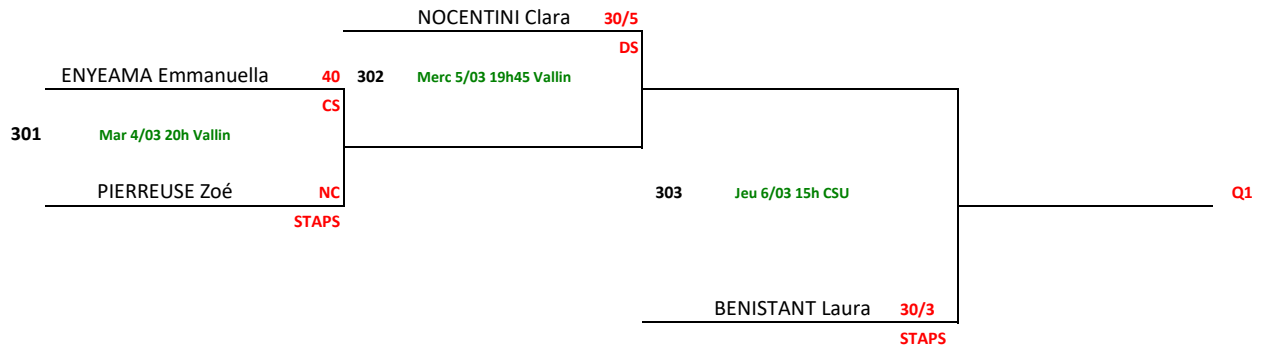 NOCENTINI Clara 30/5
DS
ENYEAMA Emmanuella 40 302 Merc 5/03 19h45 Vallin
CS
301 Mar 4/03 20h Vallin
PIERREUSE Zoé NC 303 Jeu 6/03 15h CSU Q1
STAPS
BENISTANT Laura 30/3
STAPS